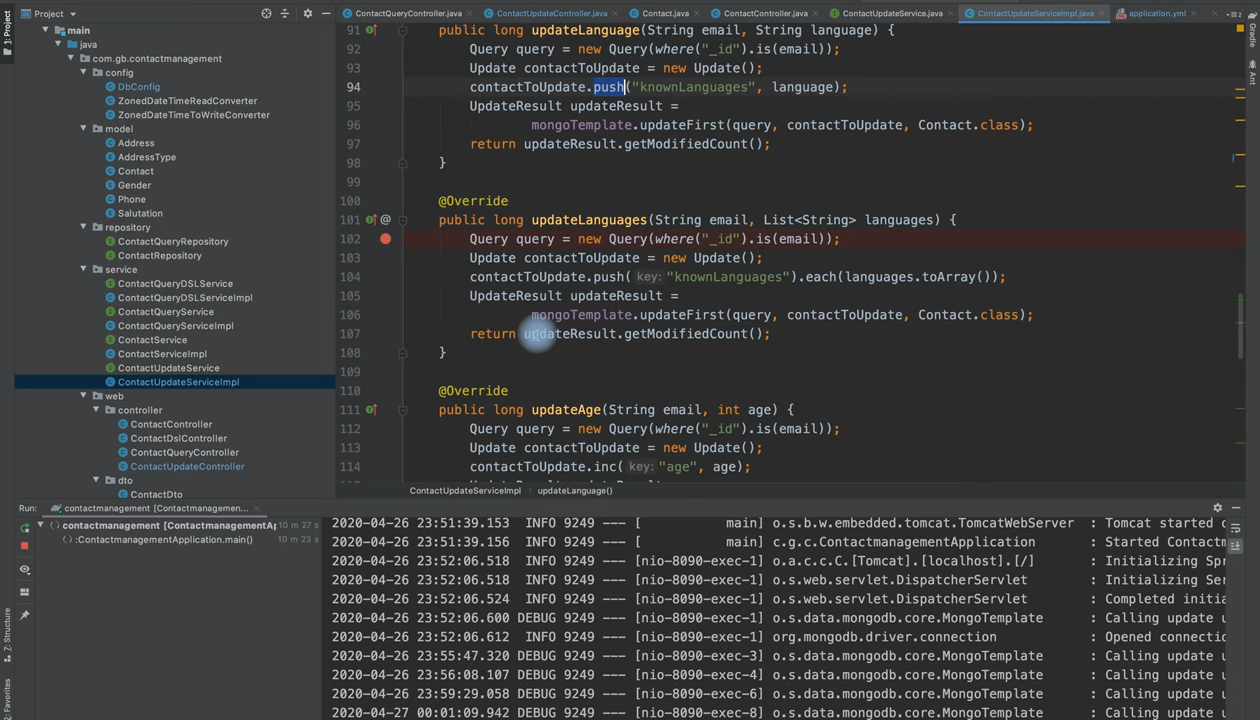 Project
ContactQueryController.java
ContactUpdateController.java
Contact.java
ContactController.java
ContactUpdateService.java
ContactUpdateServiceImpl.java
application.yml
1: Project
Gradle
Ant
Z: Structure
2: Favorites
main
java
com.gb.contactmanagement
config
DbConfig
ZonedDateTimeReadConverter
ZonedDateTimeToWriteConverter
model
Address
AddressType
Contact
Gender
Phone
Salutation
repository
ContactQueryRepository
ContactRepository
service
ContactQueryDSLService
ContactQueryDSLServiceImpl
ContactQueryService
ContactQueryServiceImpl
ContactService
ContactServiceImpl
ContactUpdateService
ContactUpdateServiceImpl
web
controller
ContactController
ContactDslController
ContactQueryController
ContactUpdateController
dto
ContactDto
91 public long updateLanguage(String email, String language) {
92 Query query = new Query(where("_id").is(email));
93 Update contactToUpdate = new Update();
94 contactToUpdate.push("knownLanguages", language);
95 UpdateResult updateResult =
96 mongoTemplate.updateFirst(query, contactToUpdate, Contact.class);
97 return updateResult.getModifiedCount();
98 }
99
100 @Override
101 @ public long updateLanguages(String email, List<String> languages) {
102 Query query = new Query(where("_id").is(email));
103 Update contactToUpdate = new Update();
104 contactToUpdate.push( key: "knownLanguages").each(languages.toArray());
105 UpdateResult updateResult =
106 mongoTemplate.updateFirst(query, contactToUpdate, Contact.class);
107 return updateResult.getModifiedCount();
108 }
109
110 @Override
111 public long updateAge(String email, int age) {
112 Query query = new Query(where("_id").is(email));
113 Update contactToUpdate = new Update();
114 contactToUpdate.inc( key: "age", age);
ContactUpdateServiceImpl updateLanguage()
Run: contactmanagement [Contactmanagemen...
contactmanagement [ContactmanagementAp 10 m 27 s
:ContactmanagementApplication.main() 10 m 23 s
2020-04-26 23:51:39.153 INFO 9249 --- [ main] o.s.b.w.embedded.tomcat.TomcatWebServer : Tomcat started o
2020-04-26 23:51:39.156 INFO 9249 --- [ main] c.g.c.ContactmanagementApplication : Started Contactm
2020-04-26 23:52:06.518 INFO 9249 --- [nio-8090-exec-1] o.a.c.c.C.[Tomcat].[localhost].[/] : Initializing Spr
2020-04-26 23:52:06.518 INFO 9249 --- [nio-8090-exec-1] o.s.web.servlet.DispatcherServlet : Initializing Ser
2020-04-26 23:52:06.524 INFO 9249 --- [nio-8090-exec-1] o.s.web.servlet.DispatcherServlet : Completed initia
2020-04-26 23:52:06.600 DEBUG 9249 --- [nio-8090-exec-1] o.s.data.mongodb.core.MongoTemplate : Calling update u
2020-04-26 23:52:06.612 INFO 9249 --- [nio-8090-exec-1] org.mongodb.driver.connection : Opened connectio
2020-04-26 23:55:47.320 DEBUG 9249 --- [nio-8090-exec-3] o.s.data.mongodb.core.MongoTemplate : Calling update u
2020-04-26 23:56:08.107 DEBUG 9249 --- [nio-8090-exec-4] o.s.data.mongodb.core.MongoTemplate : Calling update u
2020-04-26 23:59:29.058 DEBUG 9249 --- [nio-8090-exec-6] o.s.data.mongodb.core.MongoTemplate : Calling update u
2020-04-27 00:01:09.942 DEBUG 9249 --- [nio-8090-exec-8] o.s.data.mongodb.core.MongoTemplate : Calling update u